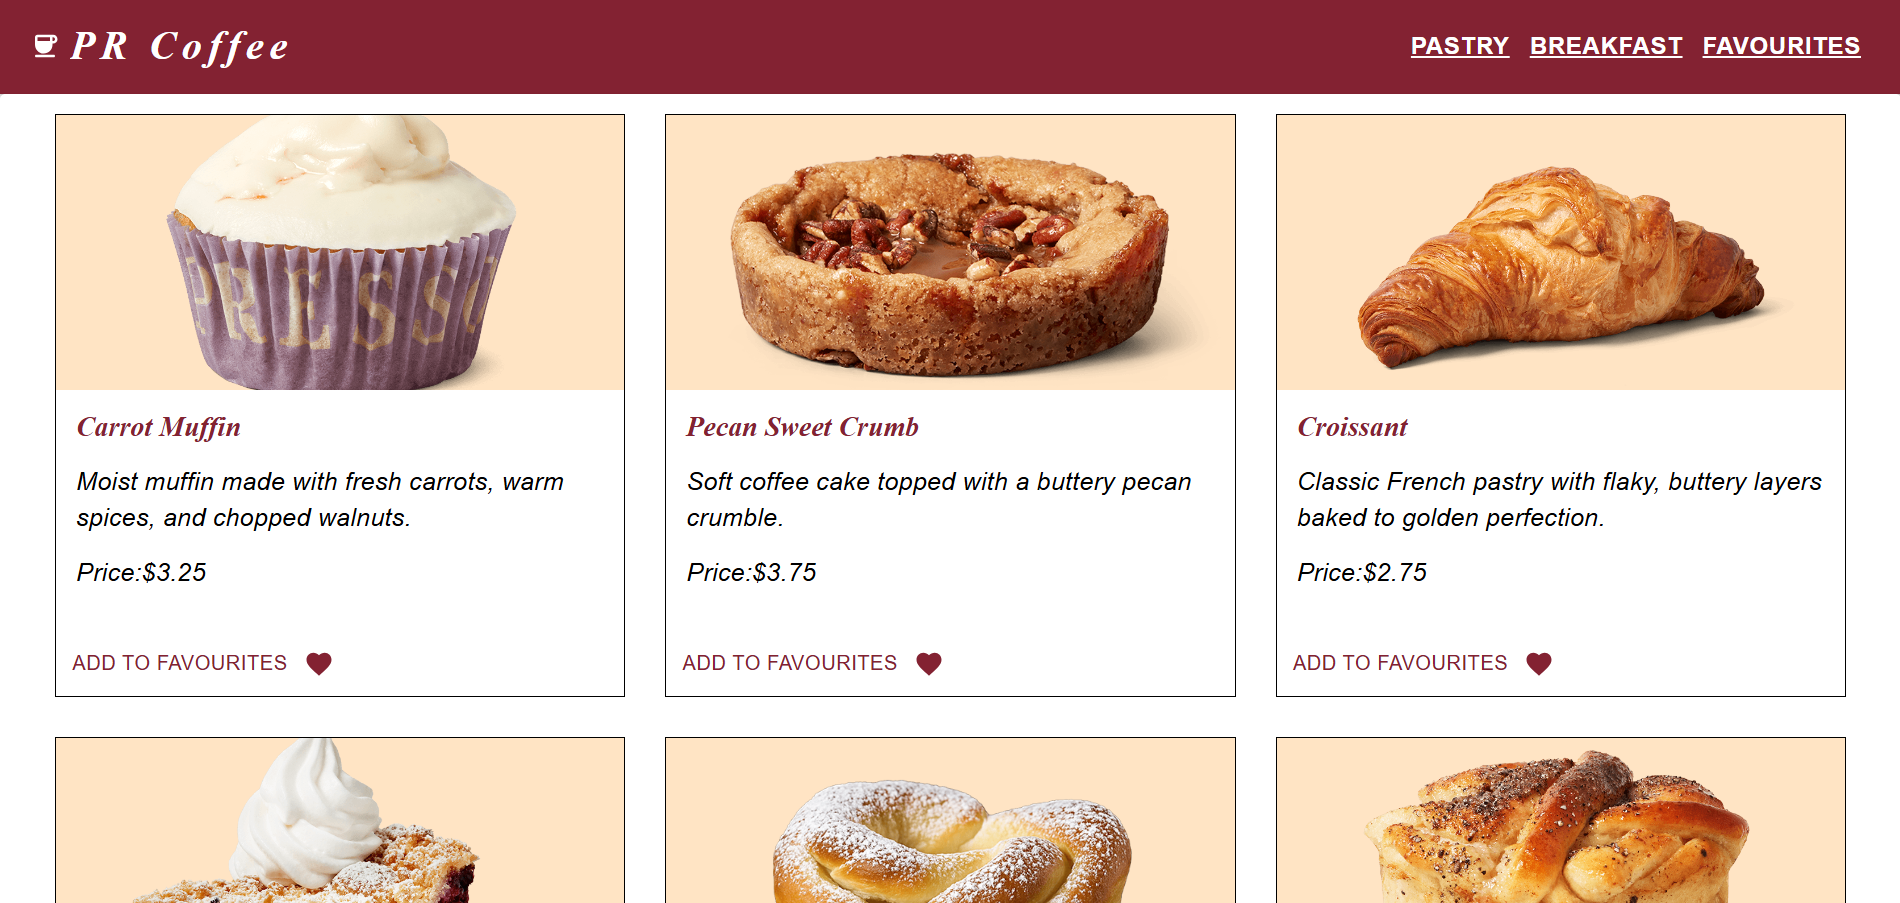 PR Coffee
PASTRY BREAKFAST FAVOURITES
PRESSO
Carrot Muffin
Moist muffin made with fresh carrots, warm
spices, and chopped walnuts.
Price:$3.25
ADD TO FAVOURITES
Pecan Sweet Crumb
Soft coffee cake topped with a buttery pecan
crumble.
Price:$3.75
ADD TO FAVOURITES
Croissant
Classic French pastry with flaky, buttery layers
baked to golden perfection.
Price:$2.75
ADD TO FAVOURITES